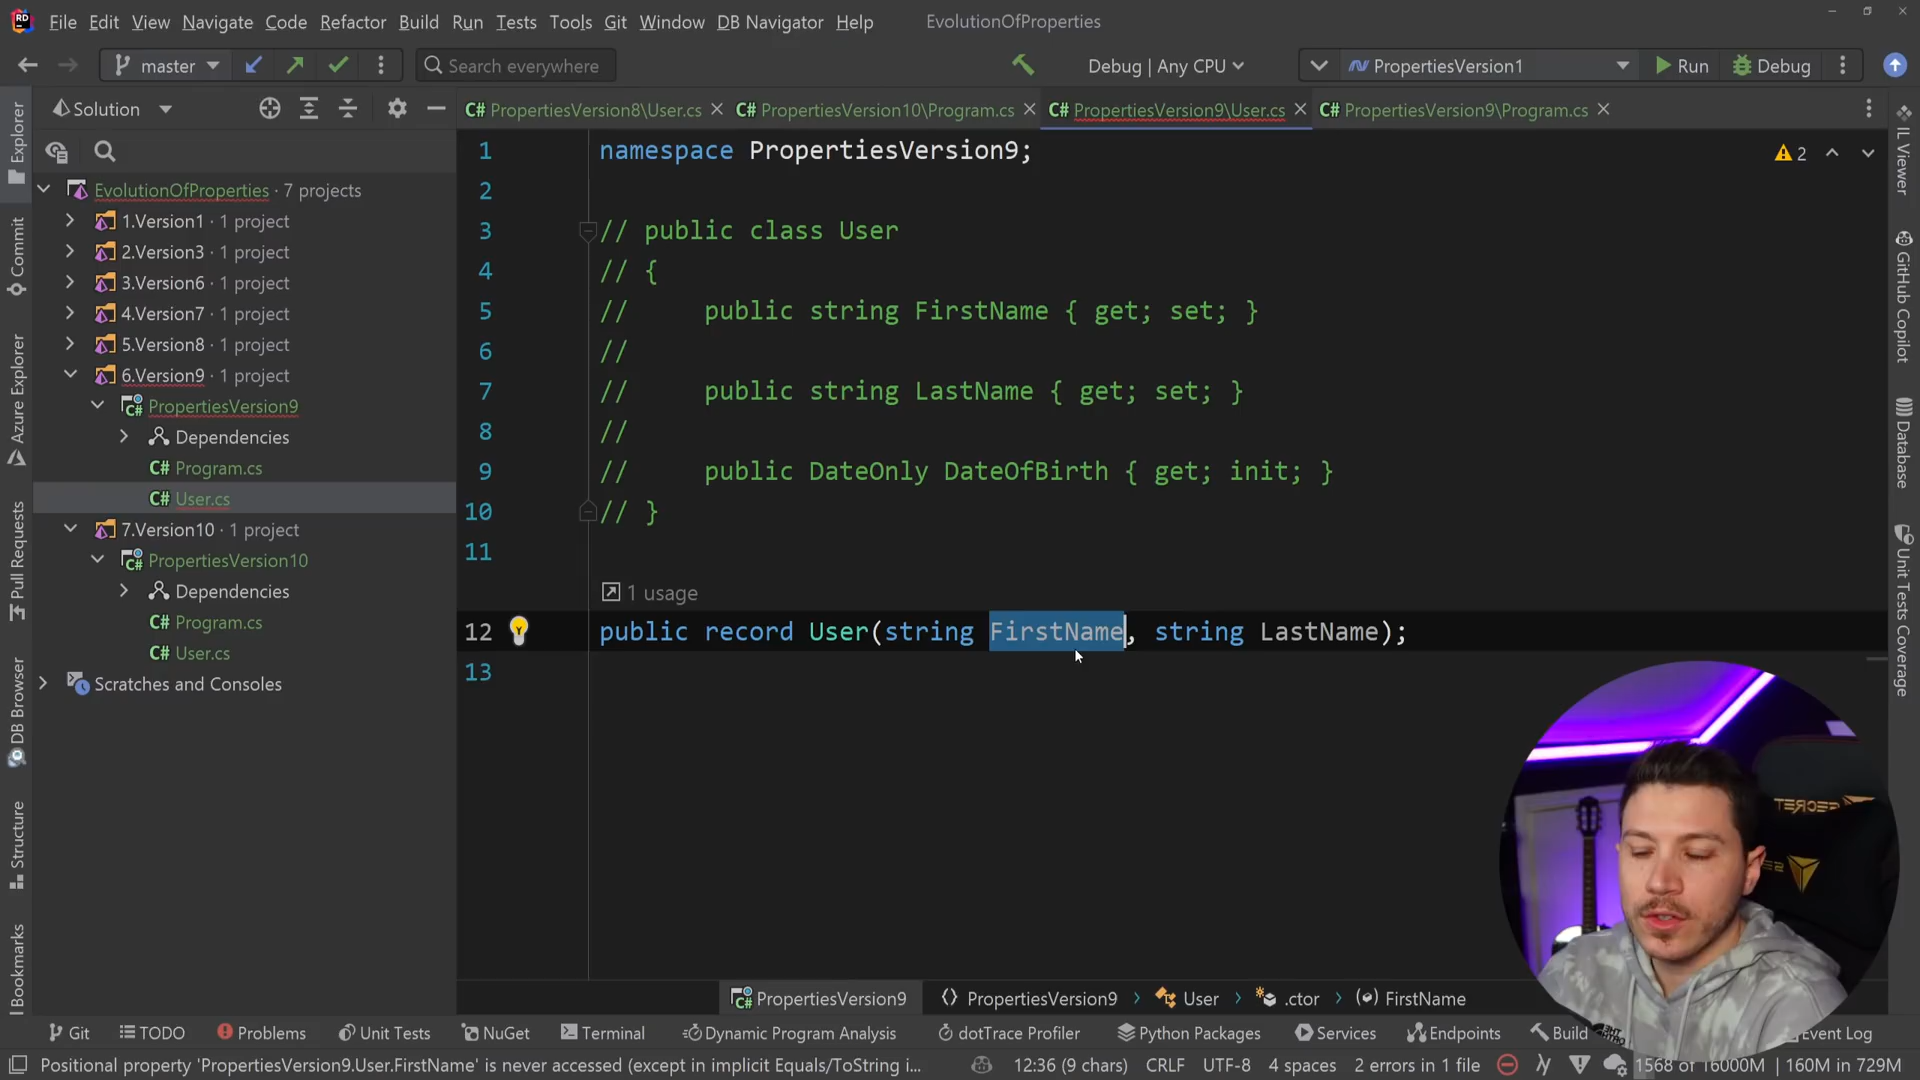 File Edit View Navigate Code Refactor Build Run Tests Tools Git Window DB Navigator Help EvolutionOfProperties
master Search everywhere Debug | Any CPU PropertiesVersion1 Run Debug
Solution
C# PropertiesVersion8\User.cs C# PropertiesVersion10\Program.cs C# PropertiesVersion9\User.cs C# PropertiesVersion9\Program.cs
Explorer
Commit
Azure Explorer
Pull Requests
DB Browser
Structure
Bookmarks
EvolutionOfProperties · 7 projects
1.Version1 · 1 project
2.Version3 · 1 project
3.Version6 · 1 project
4.Version7 · 1 project
5.Version8 · 1 project
6.Version9 · 1 project
PropertiesVersion9
Dependencies
C# Program.cs
C# User.cs
7.Version10 · 1 project
PropertiesVersion10
Dependencies
C# Program.cs
C# User.cs
Scratches and Consoles
1 namespace PropertiesVersion9;
2
3 // public class User
4 // {
5 //     public string FirstName { get; set; }
6 //
7 //     public string LastName { get; set; }
8 //
9 //     public DateOnly DateOfBirth { get; init; }
10 // }
11
1 usage
12 public record User(string FirstName, string LastName);
13
2
IL Viewer
GitHub Copilot
Database
Unit Tests Coverage
SECRET
PropertiesVersion9 PropertiesVersion9 User .ctor FirstName
Git TODO Problems Unit Tests NuGet Terminal Dynamic Program Analysis dotTrace Profiler Python Packages Services Endpoints Build Event Log
Positional property 'PropertiesVersion9.User.FirstName' is never accessed (except in implicit Equals/ToString i... 12:36 (9 chars) CRLF UTF-8 4 spaces 2 errors in 1 file 1568 of 16000M 160M in 729M